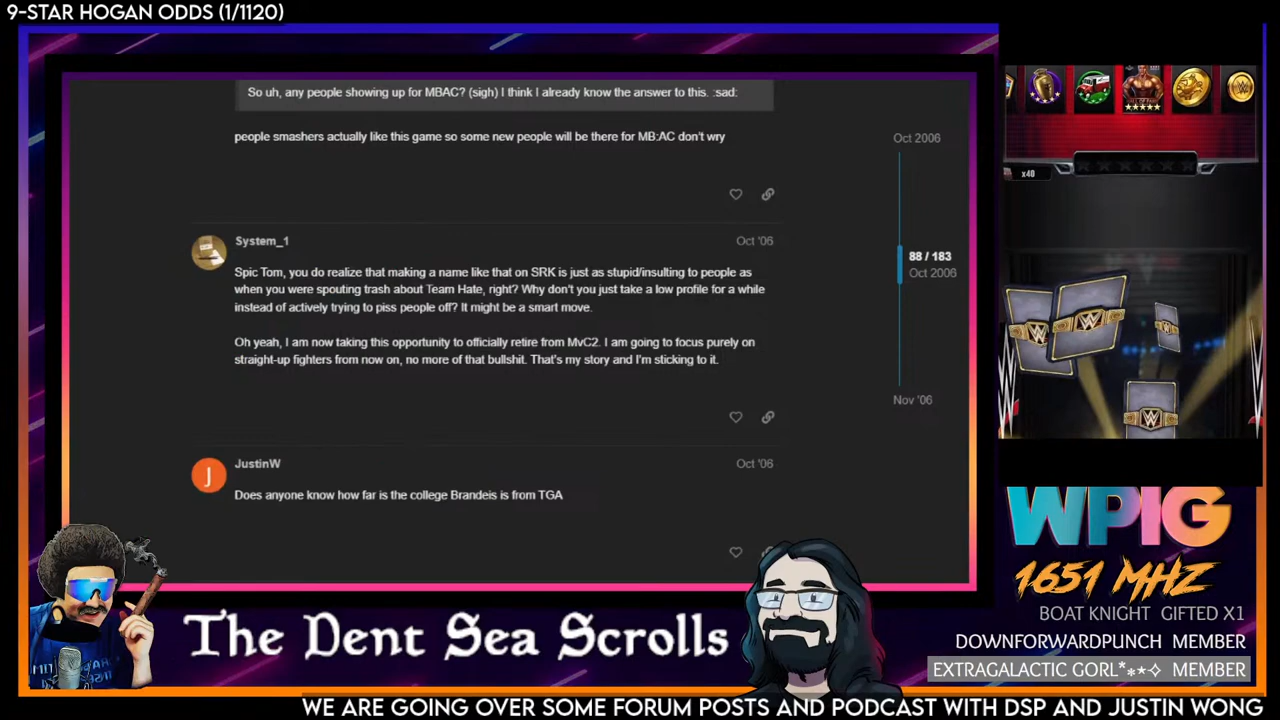 9-STAR HOGAN ODDS (1/1120)
So uh, any people showing up for MBAC? (sigh) I think I already know the answer to this. :sad:
people smashers actually like this game so some new people will be there for MB:AC don't wry
Oct 2006
System_1
Oct '06
Spic Tom, you do realize that making a name like that on SRK is just as stupid/insulting to people as
when you were spouting trash about Team Hate, right? Why don't you just take a low profile for a while
instead of actively trying to piss people off? It might be a smart move.
Oh yeah, I am now taking this opportunity to officially retire from MvC2. I am going to focus purely on
straight-up fighters from now on, no more of that bullshit. That's my story and I'm sticking to it.
88 / 183
Oct 2006
Nov '06
J
JustinW
Oct '06
Does anyone know how far is the college Brandeis is from TGA
x40
WPIG
1651 MHZ
BOAT KNIGHT GIFTED X1
DOWNFORWARDPUNCH MEMBER
EXTRAGALACTIC GORL*⁎⋆✧ MEMBER
The Dent Sea Scrolls
WE ARE GOING OVER SOME FORUM POSTS AND PODCAST WITH DSP AND JUSTIN WONG